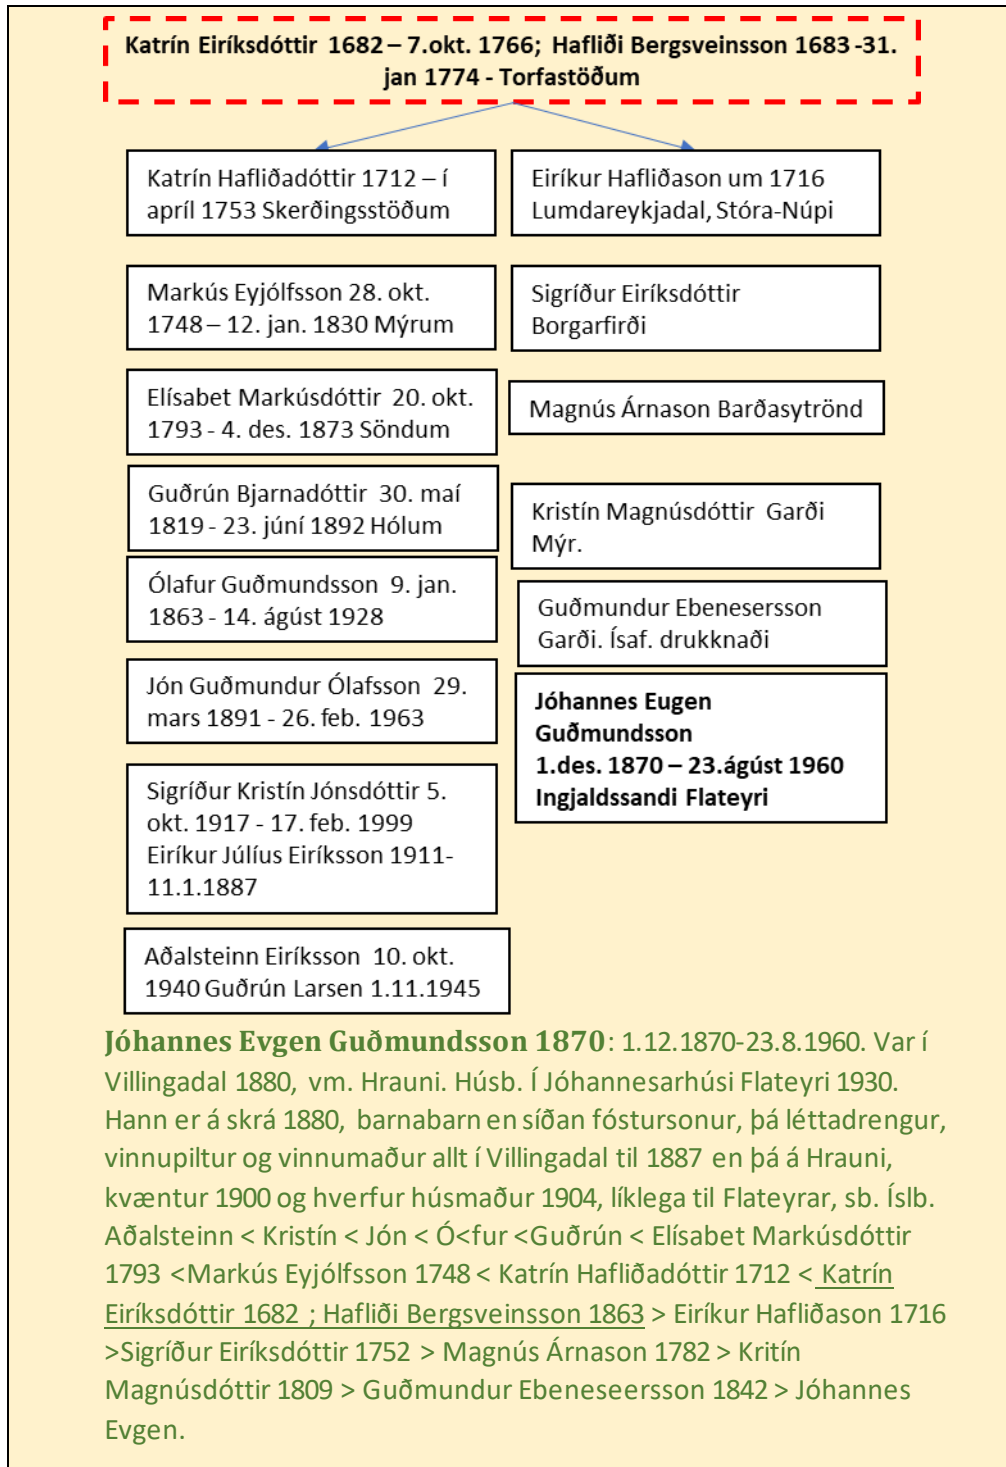 Katrín Eiríksdóttir 1682 – 7.okt. 1766; Hafliði Bergsveinsson 1683 -31.
jan 1774 - Torfastöðum
Katrín Hafliðadóttir 1712 – í
apríl 1753 Skerðingsstöðum
Markús Eyjólfsson 28. okt.
1748 – 12. jan. 1830 Mýrum
Elísabet Markúsdóttir 20. okt.
1793 - 4. des. 1873 Söndum
Guðrún Bjarnadóttir 30. maí
1819 - 23. júní 1892 Hólum
Ólafur Guðmundsson 9. jan.
1863 - 14. ágúst 1928
Jón Guðmundur Ólafsson 29.
mars 1891 - 26. feb. 1963
Sigríður Kristín Jónsdóttir 5.
okt. 1917 - 17. feb. 1999
Eiríkur Júlíus Eiríksson 1911-
11.1.1887
Aðalsteinn Eiríksson 10. okt.
1940 Guðrún Larsen 1.11.1945
Eiríkur Hafliðason um 1716
Lumdareykjadal, Stóra-Núpi
Sigríður Eiríksdóttir
Borgarfirði
Magnús Árnason Barðasytrönd
Kristín Magnúsdóttir Garði
Mýr.
Guðmundur Ebenesersson
Garði. Ísaf. drukknaði
Jóhannes Eugen
Guðmundsson
1.des. 1870 – 23.ágúst 1960
Ingjaldssandi Flateyri
Jóhannes Evgen Guðmundsson 1870: 1.12.1870-23.8.1960. Var í
Villingadal 1880, vm. Hrauni. Húsb. Í Jóhannesarhúsi Flateyri 1930.
Hann er á skrá 1880, barnabarn en síðan fóstursonur, þá léttadrengur,
vinnupiltur og vinnumaður allt í Villingadal til 1887 en þá á Hrauni,
kvæntur 1900 og hverfur húsmaður 1904, líklega til Flateyrar, sb. Íslb.
Aðalsteinn < Kristín < Jón < Ó<fur <Guðrún < Elísabet Markúsdóttir
1793 <Markús Eyjólfsson 1748 < Katrín Hafliðadóttir 1712 < Katrín
Eiríksdóttir 1682 ; Hafliði Bergsveinsson 1863 > Eiríkur Hafliðason 1716
>Sigríður Eiríksdóttir 1752 > Magnús Árnason 1782 > Kritín
Magnúsdóttir 1809 > Guðmundur Ebeneseersson 1842 > Jóhannes
Evgen.